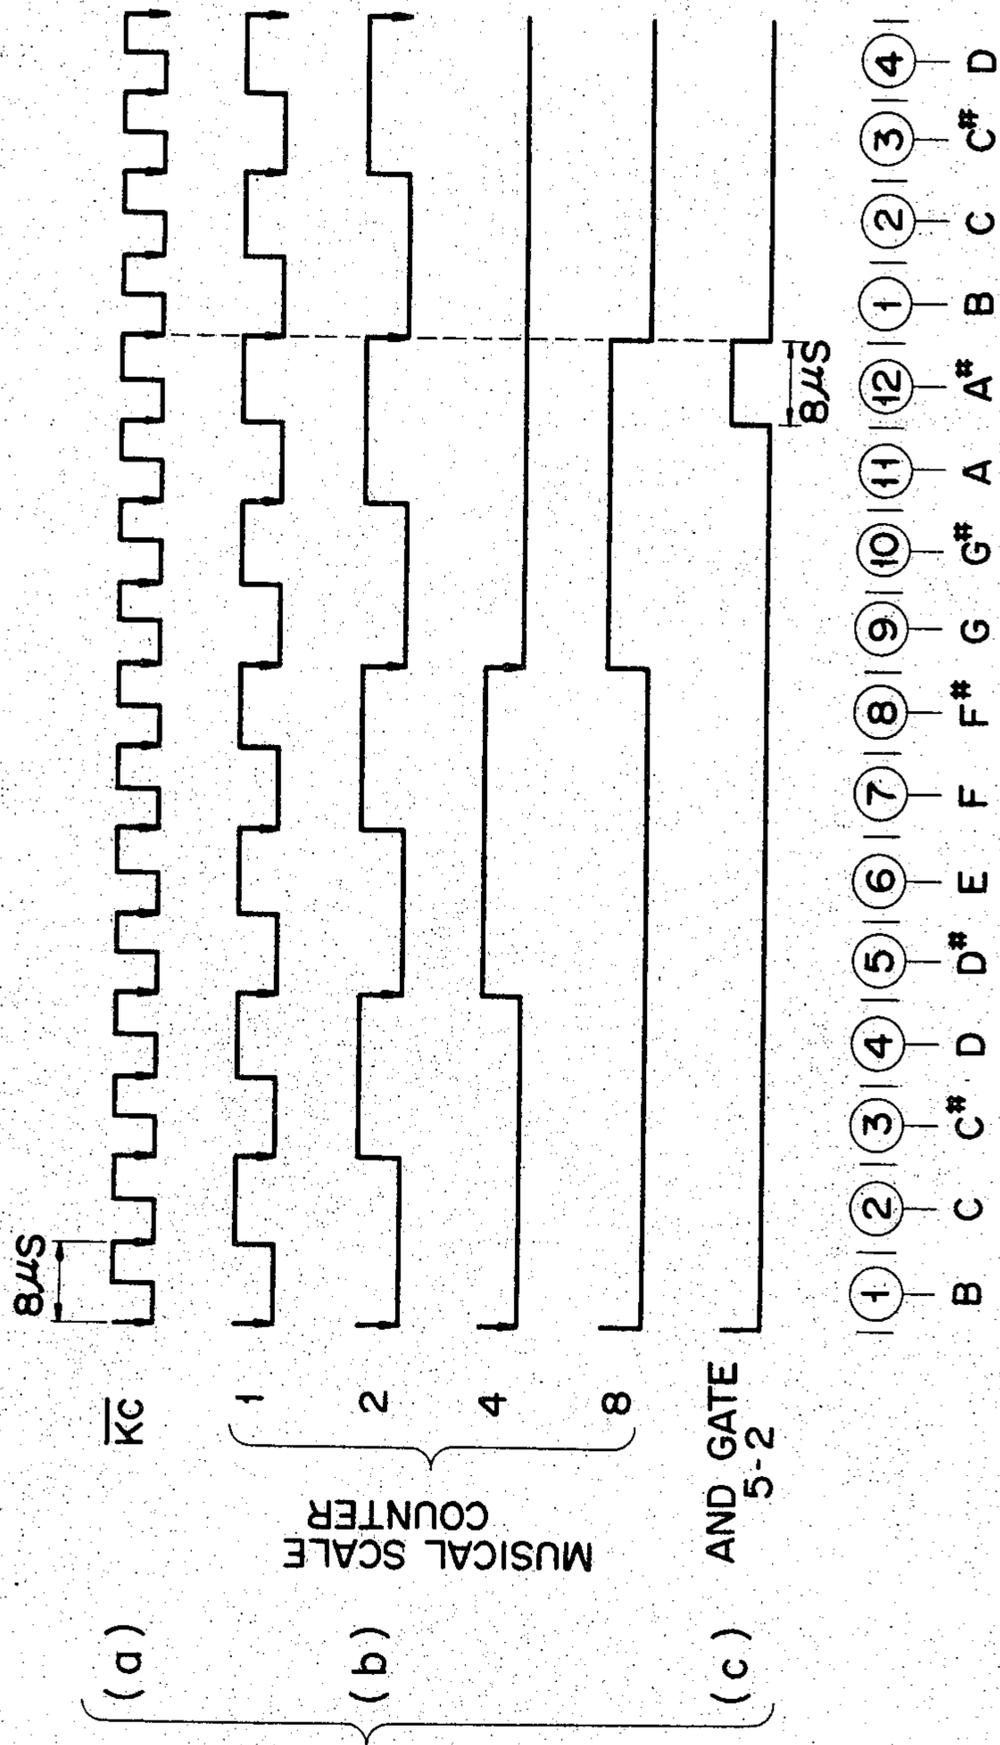 8μS
(a)
K̅C̅
(b)
MUSICAL SCALE
COUNTER
1
2
4
8
(c)
AND GATE
5-2
8μS
1 2 3 4 5 6 7 8 9 10 11 12 1 2 3 4
B C C# D D# E F F# G G# A A# B C C# D